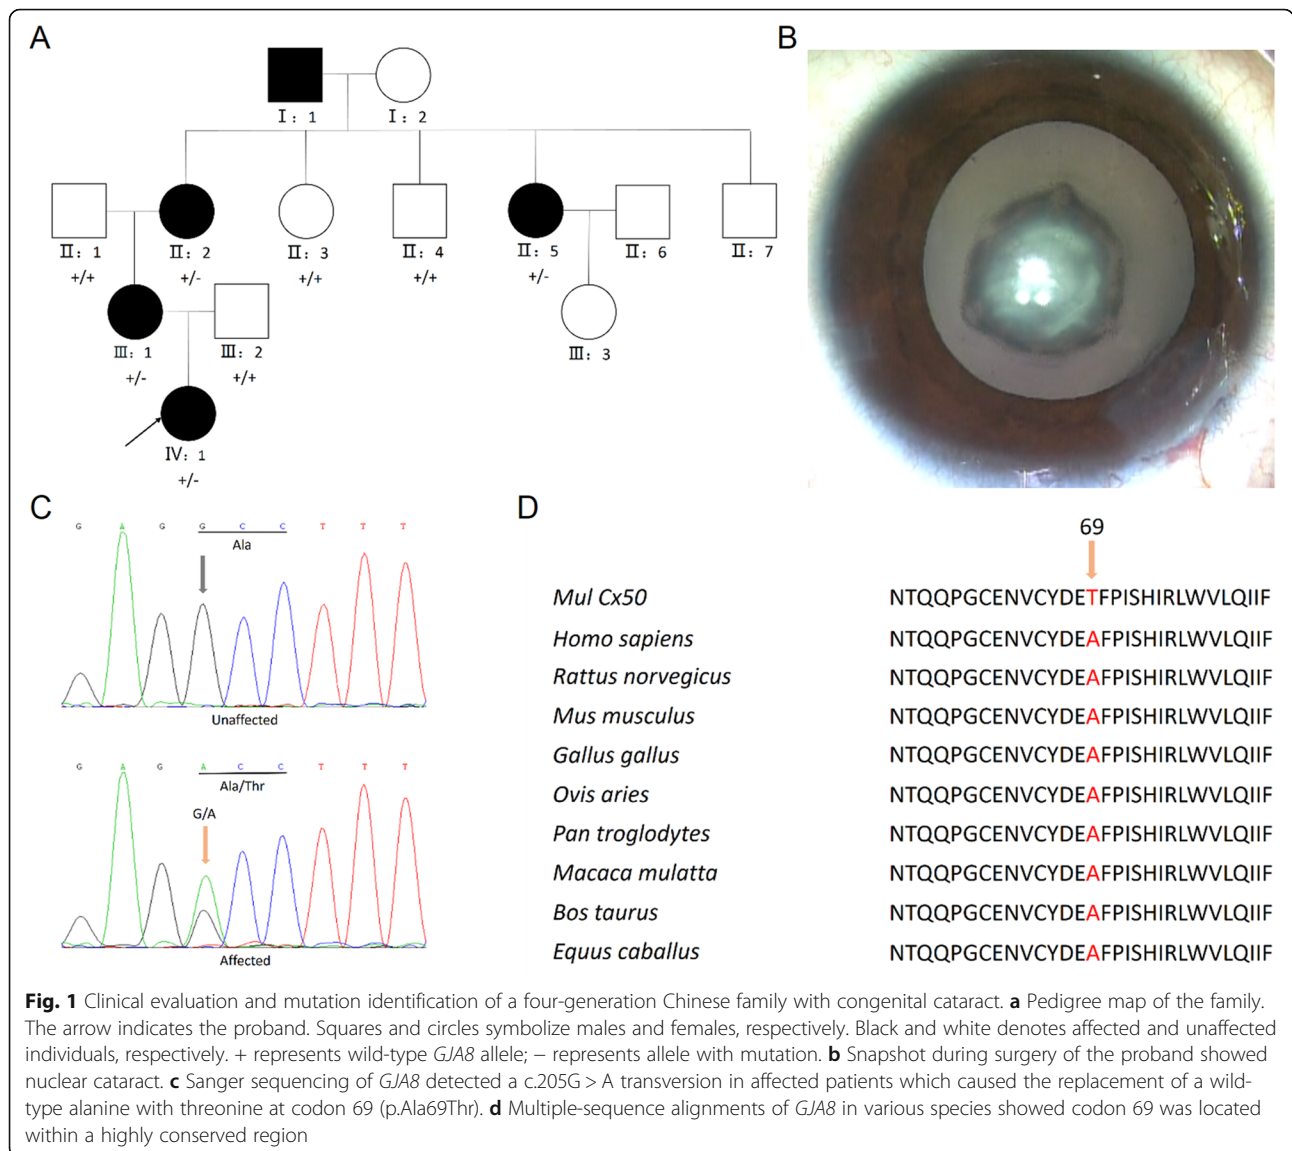 A
B
I: 1 I: 2
II: 1 II: 2 II: 3 II: 4 II: 5 II: 6 II: 7
+/+ +/- +/+ +/+ +/-
III: 1 III: 2 III: 3
+/- +/+
IV: 1
+/-
C
G A G G C C T T T
Ala
Unaffected
G A G A C C T T T
Ala/Thr
G/A
Affected
D
69
Mul Cx50 NTQQPGCENVCYDETFPISHIRLWVLQIIF
Homo sapiens NTQQPGCENVCYDEAFPISHIRLWVLQIIF
Rattus norvegicus NTQQPGCENVCYDEAFPISHIRLWVLQIIF
Mus musculus NTQQPGCENVCYDEAFPISHIRLWVLQIIF
Gallus gallus NTQQPGCENVCYDEAFPISHIRLWVLQIIF
Ovis aries NTQQPGCENVCYDEAFPISHIRLWVLQIIF
Pan troglodytes NTQQPGCENVCYDEAFPISHIRLWVLQIIF
Macaca mulatta NTQQPGCENVCYDEAFPISHIRLWVLQIIF
Bos taurus NTQQPGCENVCYDEAFPISHIRLWVLQIIF
Equus caballus NTQQPGCENVCYDEAFPISHIRLWVLQIIF
Fig. 1 Clinical evaluation and mutation identification of a four-generation Chinese family with congenital cataract. a Pedigree map of the family.
The arrow indicates the proband. Squares and circles symbolize males and females, respectively. Black and white denotes affected and unaffected
individuals, respectively. + represents wild-type GJA8 allele; − represents allele with mutation. b Snapshot during surgery of the proband showed
nuclear cataract. c Sanger sequencing of GJA8 detected a c.205G > A transversion in affected patients which caused the replacement of a wild-
type alanine with threonine at codon 69 (p.Ala69Thr). d Multiple-sequence alignments of GJA8 in various species showed codon 69 was located
within a highly conserved region